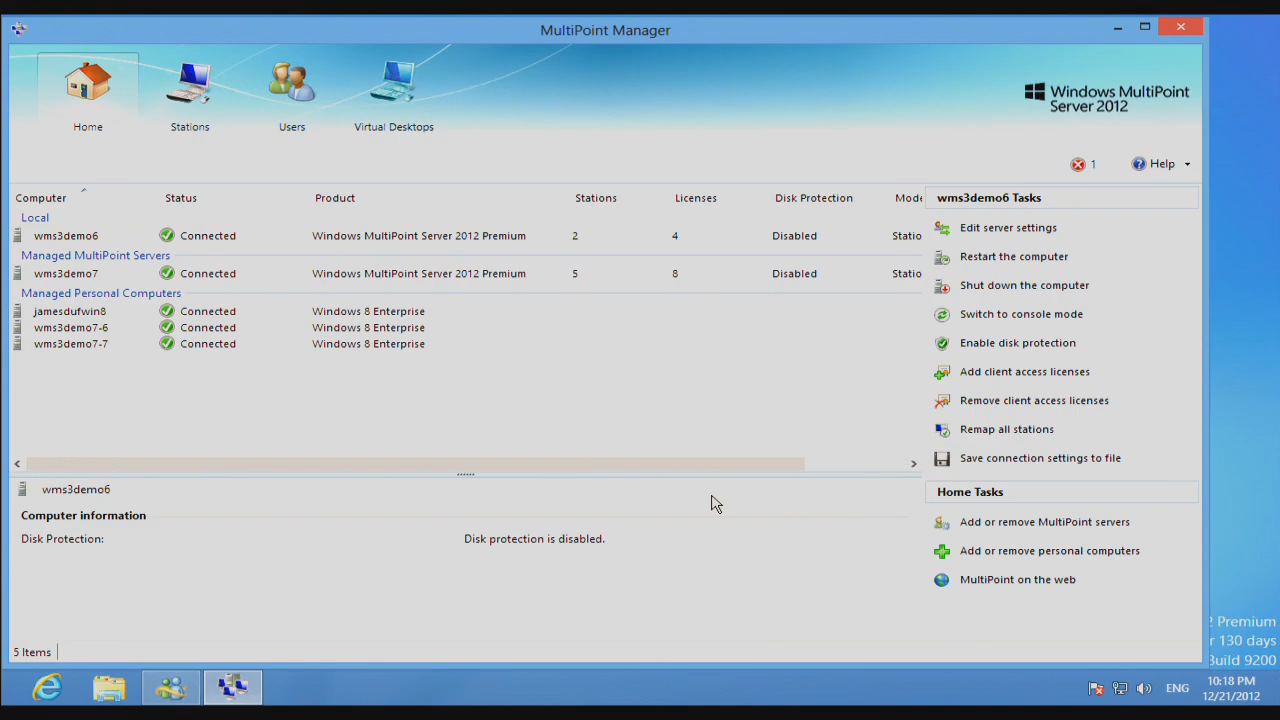 MultiPoint Manager
Home
Stations
Users
Virtual Desktops
Windows MultiPoint
Server 2012
1
Help
Computer Status Product Stations Licenses Disk Protection Mode
Local
wms3demo6 Connected Windows MultiPoint Server 2012 Premium 2 4 Disabled Statio
Managed MultiPoint Servers
wms3demo7 Connected Windows MultiPoint Server 2012 Premium 5 8 Disabled Statio
Managed Personal Computers
jamesdufwin8 Connected Windows 8 Enterprise
wms3demo7-6 Connected Windows 8 Enterprise
wms3demo7-7 Connected Windows 8 Enterprise
wms3demo6 Tasks
Edit server settings
Restart the computer
Shut down the computer
Switch to console mode
Enable disk protection
Add client access licenses
Remove client access licenses
Remap all stations
Save connection settings to file
Home Tasks
Add or remove MultiPoint servers
Add or remove personal computers
MultiPoint on the web
wms3demo6
Computer information
Disk Protection: Disk protection is disabled.
5 Items
2 Premium
r 130 days
Build 9200
ENG
10:18 PM
12/21/2012